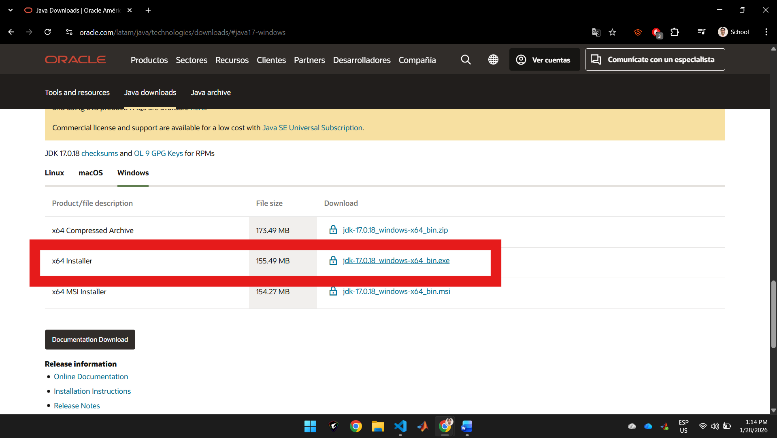 Java Downloads | Oracle Améri
oracle.com/latam/java/technologies/downloads/#java17-windows
School
ORACLE
Productos Sectores Recursos Clientes Partners Desarrolladores Compañía
Ver cuentas
Comunícate con un especialista
Tools and resources Java downloads Java archive
Commercial license and support are available for a low cost with Java SE Universal Subscription.
JDK 17.0.18 checksums and OL 9 GPG Keys for RPMs
Linux macOS Windows
Product/file description File size Download
x64 Compressed Archive 173.49 MB jdk-17.0.18_windows-x64_bin.zip
x64 Installer 155.49 MB jdk-17.0.18_windows-x64_bin.exe
x64 MSI Installer 154.27 MB jdk-17.0.18_windows-x64_bin.msi
Documentation Download
Release information
Online Documentation
Installation Instructions
Release Notes
ESP
US
1:14 PM
1/28/2026